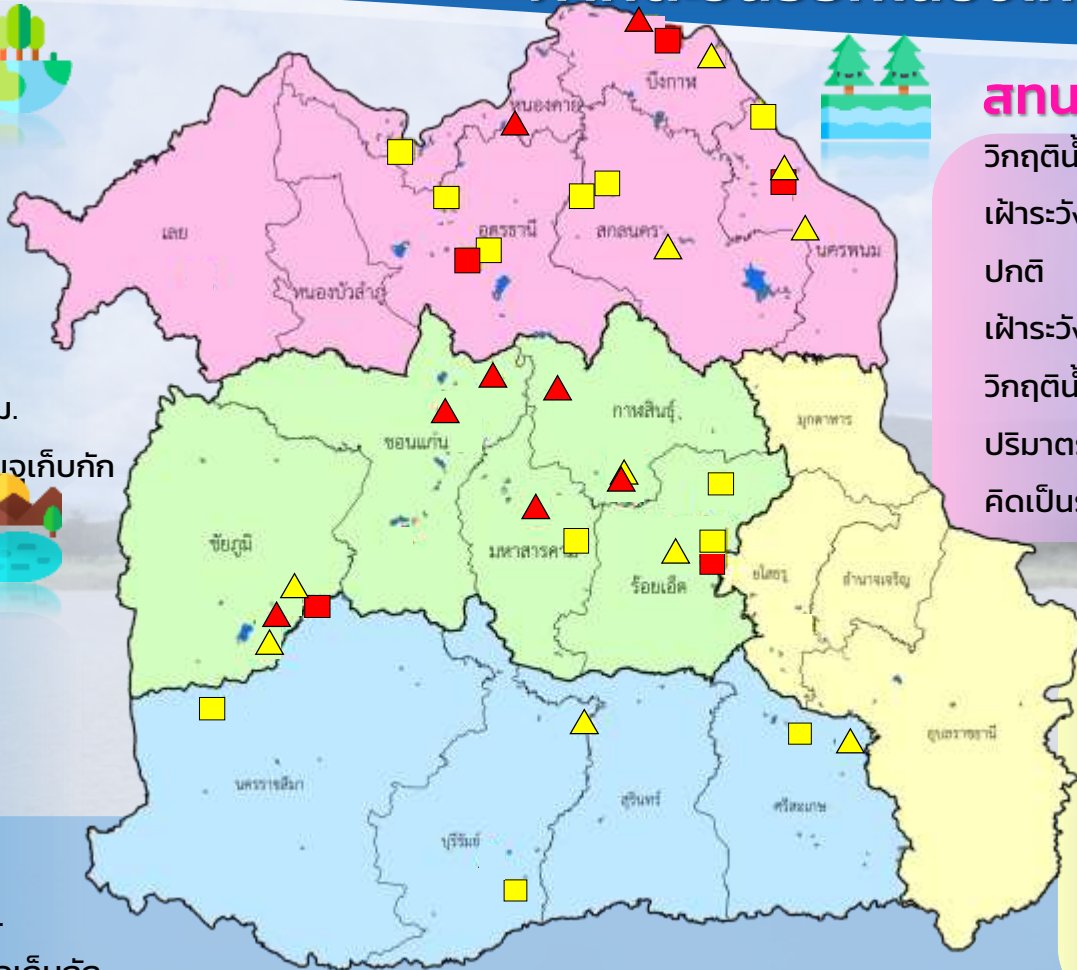 สทน
วิกฤติน้ำ
เฝ้าระวัง
ปกติ
เฝ้าระวัง
วิกฤติน้ำ
ปริมาตร
คิดเป็น
ม.
จุเก็บกัก
บึงกาฬ
หนองคาย
เลย
อุดรธานี
สกลนคร
นครพนม
หนองบัวลำภู
กาฬสินธุ์
มุกดาหาร
ขอนแก่น
ชัยภูมิ
มหาสารคาม
ร้อยเอ็ด
ยโสธร
อำนาจเจริญ
อุบลราชธานี
นครราชสีมา
สุรินทร์
ศรีสะเกษ
บุรีรัมย์